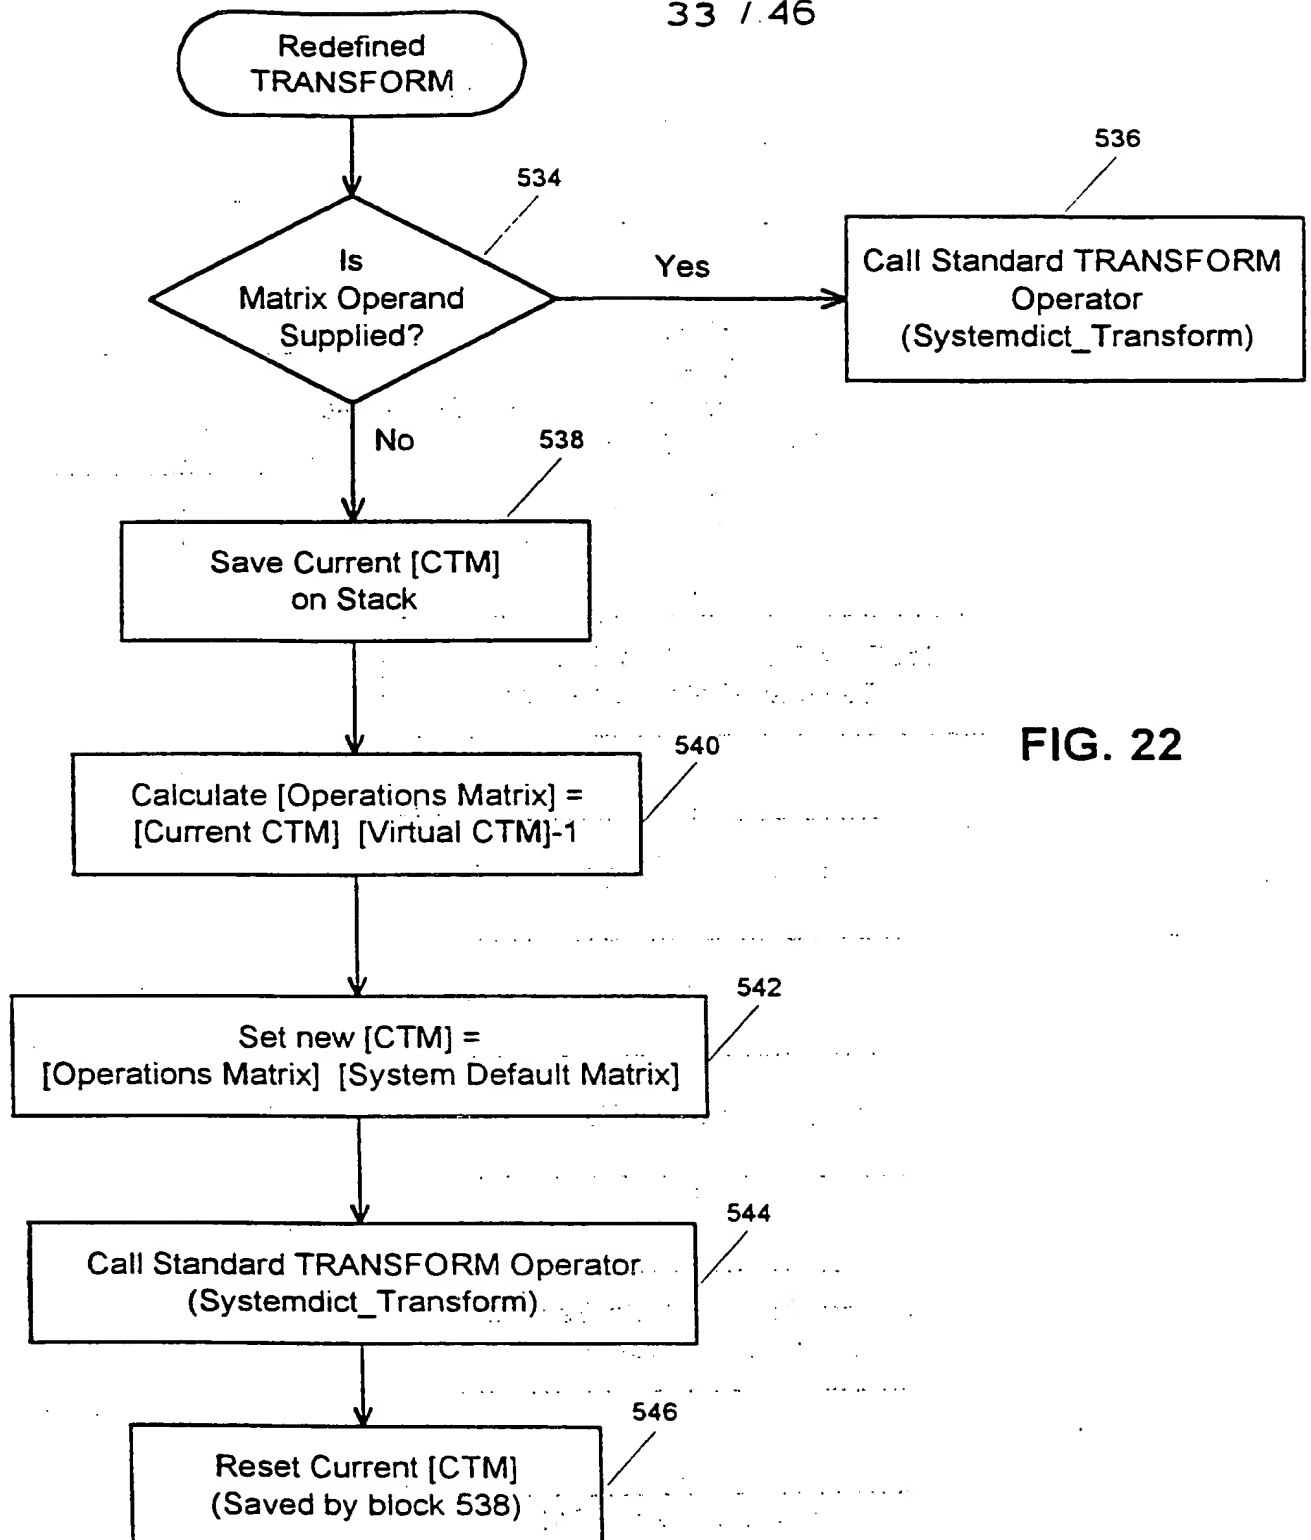 33 / 46
Redefined
TRANSFORM
534
Is
Matrix Operand
Supplied?
Yes
536
Call Standard TRANSFORM
Operator
(Systemdict_Transform)
No
538
Save Current [CTM]
on Stack
540
Calculate [Operations Matrix] =
[Current CTM] [Virtual CTM]-1
FIG. 22
542
Set new [CTM] =
[Operations Matrix] [System Default Matrix]
544
Call Standard TRANSFORM Operator
(Systemdict_Transform)
546
Reset Current [CTM]
(Saved by block 538)